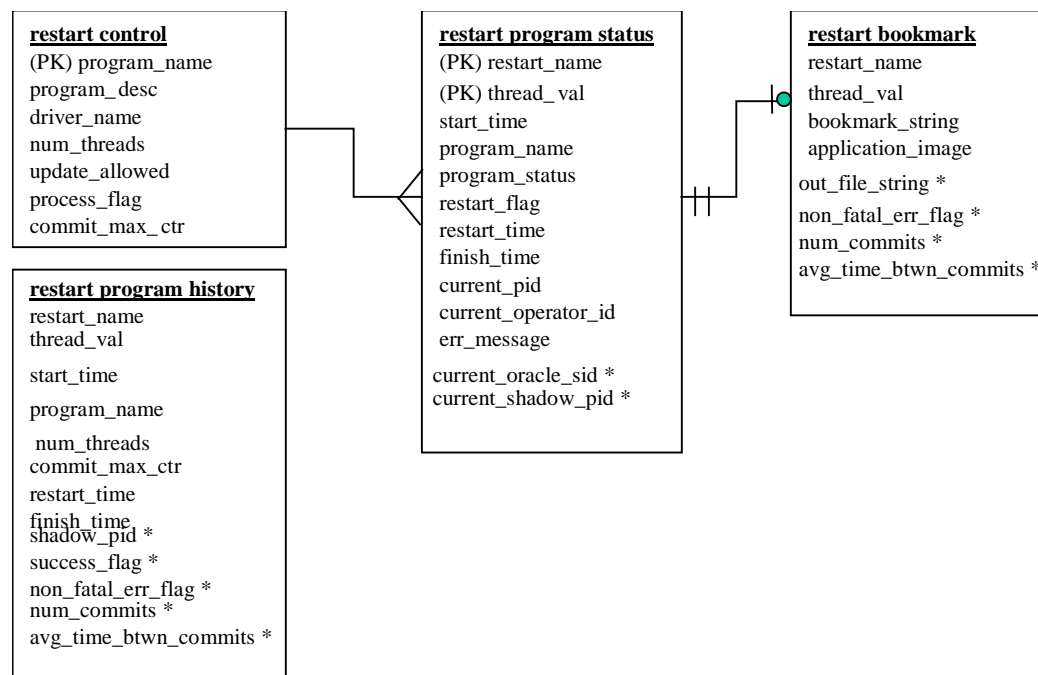 restart control
(PK) program_name
program_desc
driver_name
num_threads
update_allowed
process_flag
commit_max_ctr
restart program history
restart_name
thread_val
start_time
program_name
num_threads
commit_max_ctr
restart_time
finish_time
shadow_pid *
success_flag *
non_fatal_err_flag *
num_commits *
avg_time_btwn_commits *
restart program status
(PK) restart_name
(PK) thread_val
start_time
program_name
program_status
restart_flag
restart_time
finish_time
current_pid
current_operator_id
err_message
current_oracle_sid *
current_shadow_pid *
restart bookmark
restart_name
thread_val
bookmark_string
application_image
out_file_string *
non_fatal_err_flag *
num_commits *
avg_time_btwn_commits *